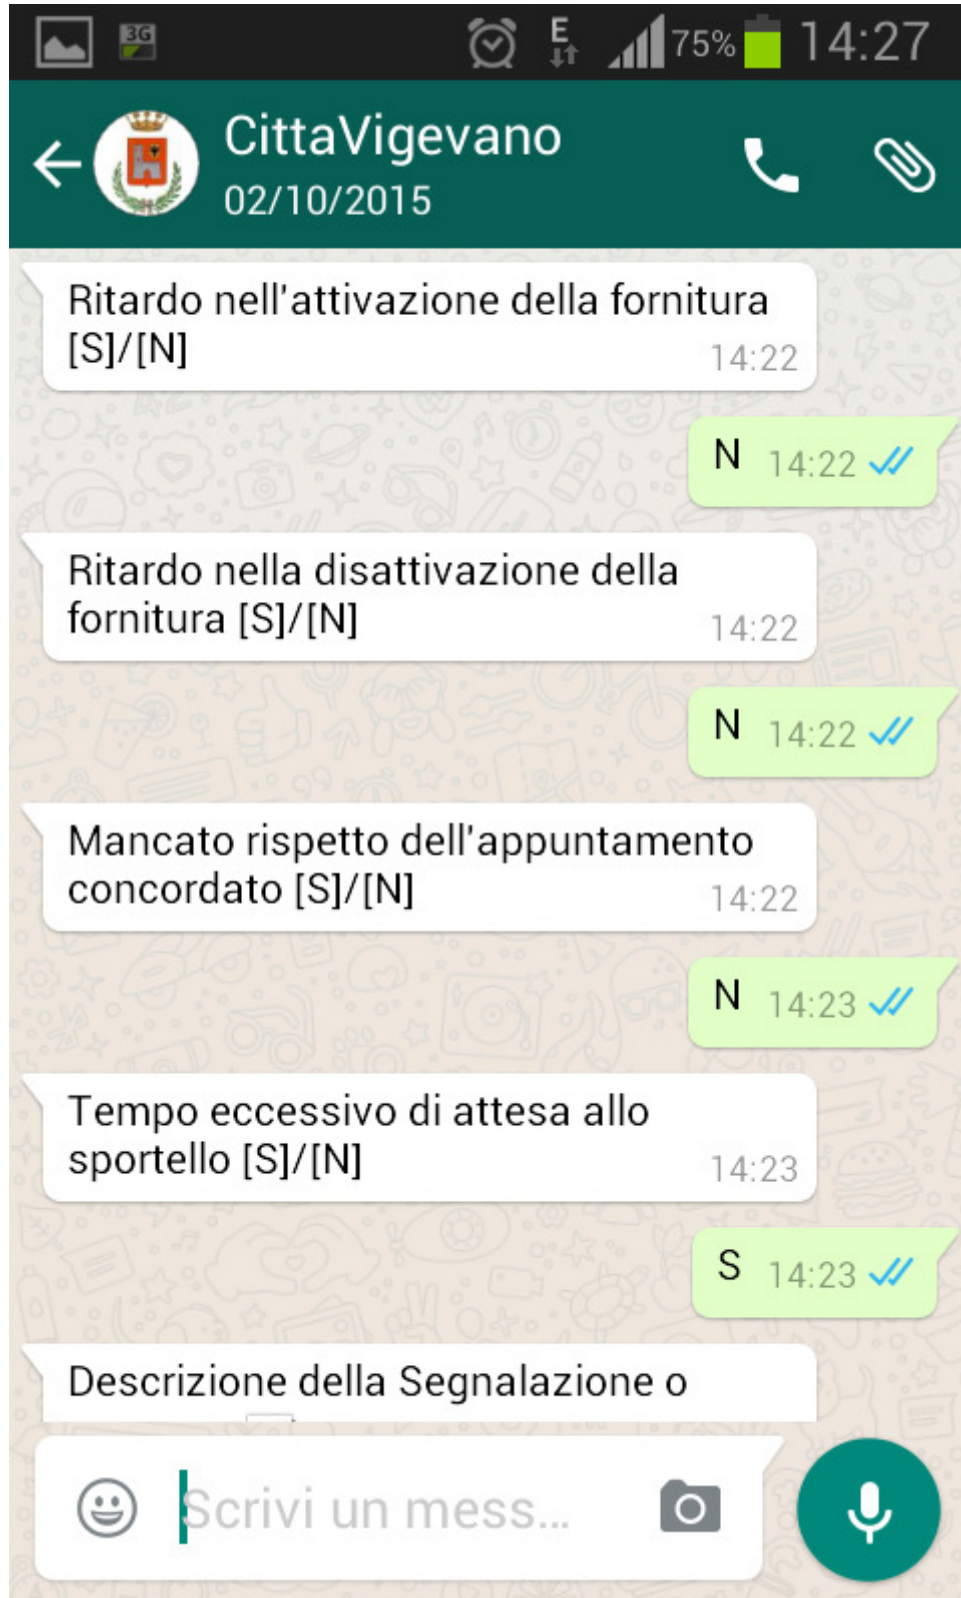 3G
E
75%
14:27
CittaVigevano
02/10/2015
Ritardo nell'attivazione della fornitura
[S]/[N]
14:22
N 14:22
Ritardo nella disattivazione della
fornitura [S]/[N]
14:22
N 14:22
Mancato rispetto dell'appuntamento
concordato [S]/[N]
14:22
N 14:23
Tempo eccessivo di attesa allo
sportello [S]/[N]
14:23
S 14:23
Descrizione della Segnalazione o
Scrivi un mess...